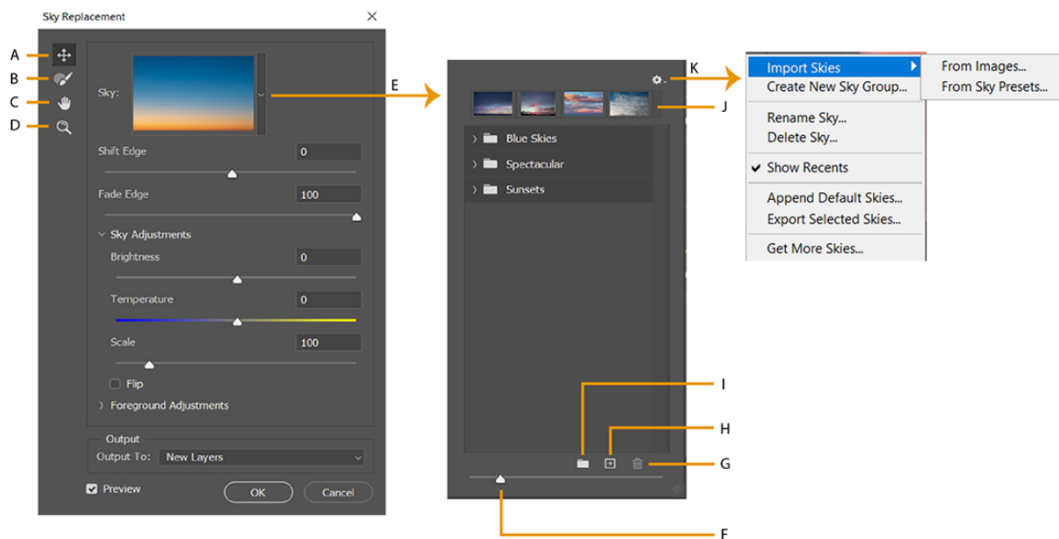 Sky Replacement
A
B
C
D
Sky:
Shift Edge 0
Fade Edge 100
Sky Adjustments
Brightness 0
Temperature 0
Scale 100
Flip
Foreground Adjustments
Output
Output To: New Layers
Preview
OK
Cancel
E
K
J
Blue Skies
Spectacular
Sunsets
I
H
G
F
Import Skies
Create New Sky Group...
Rename Sky...
Delete Sky...
Show Recents
Append Default Skies...
Export Selected Skies...
Get More Skies...
From Images...
From Sky Presets...